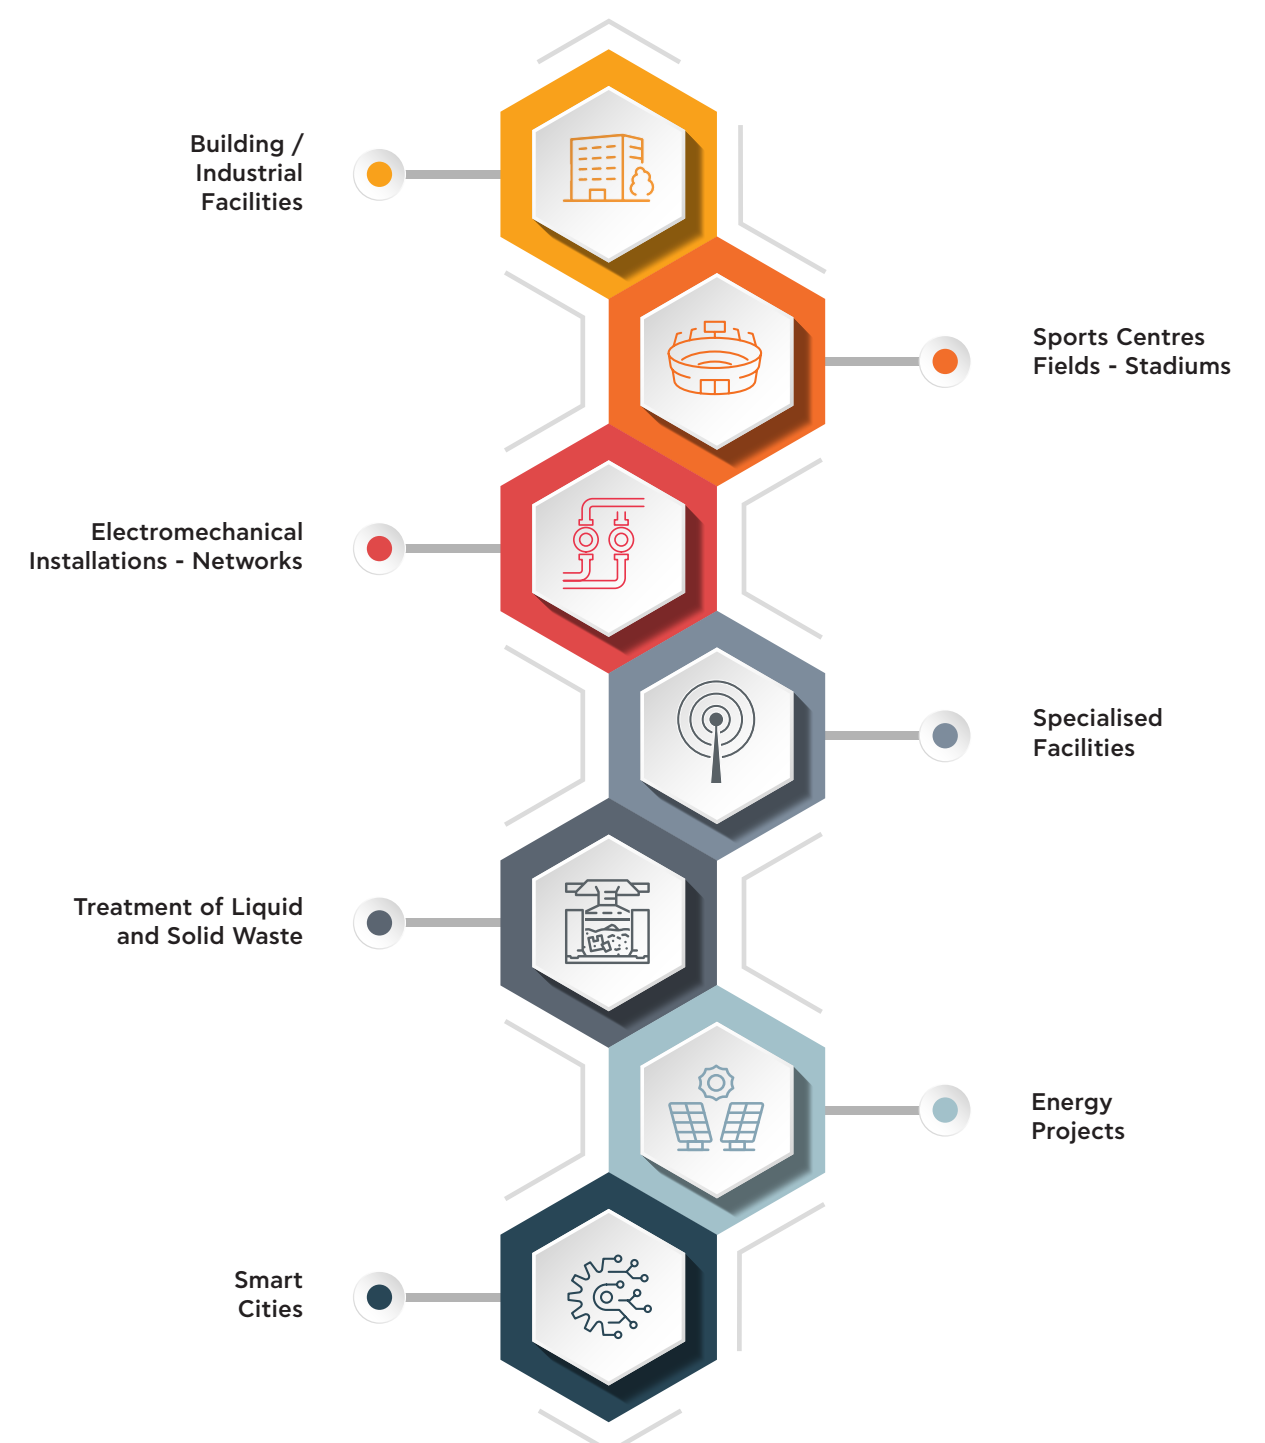 Building /
Industrial
Facilities
Sports Centres
Fields - Stadiums
Electromechanical
Installations - Networks
Specialised
Facilities
Treatment of Liquid
and Solid Waste
Energy
Projects
Smart
Cities